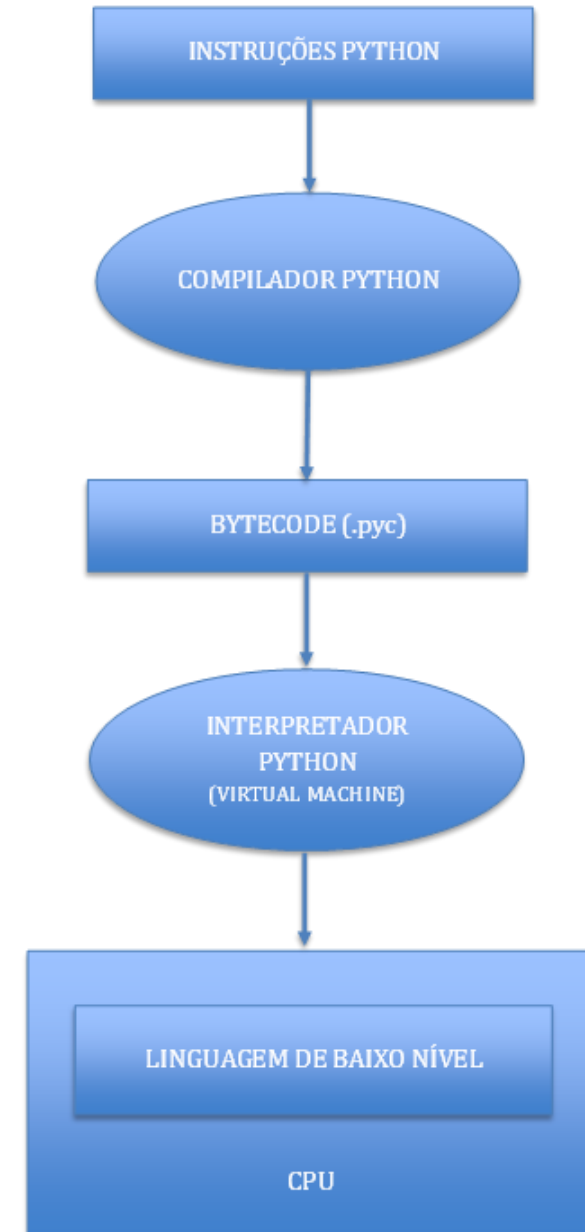 INSTRUÇÕES PYTHON
COMPILADOR PYTHON
BYTECODE (.pyc)
INTERPRETADOR
PYTHON
(VIRTUAL MACHINE)
LINGUAGEM DE BAIXO NÍVEL
CPU